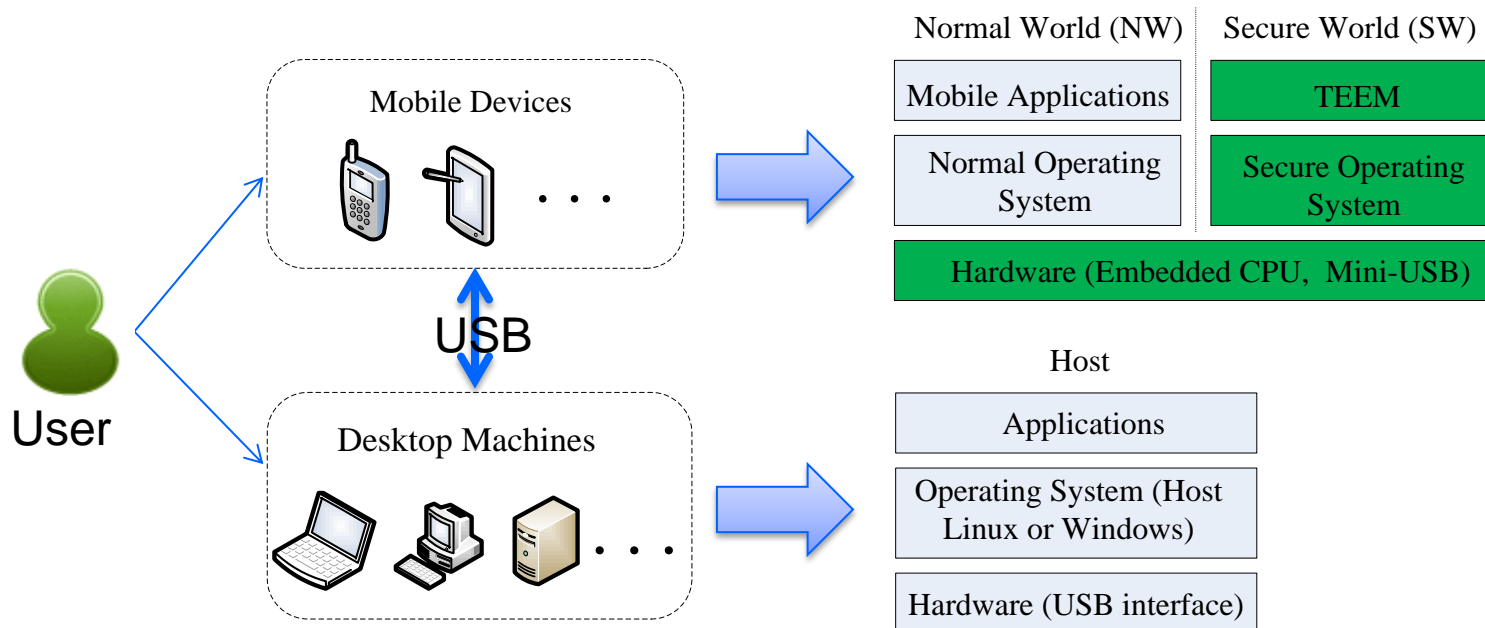 Normal World (NW)
Secure World (SW)
Mobile Devices
Mobile Applications
TEEM
Normal Operating
System
Secure Operating
System
Hardware (Embedded CPU, Mini-USB)
USB
User
Host
Desktop Machines
Applications
Operating System (Host
Linux or Windows)
Hardware (USB interface)